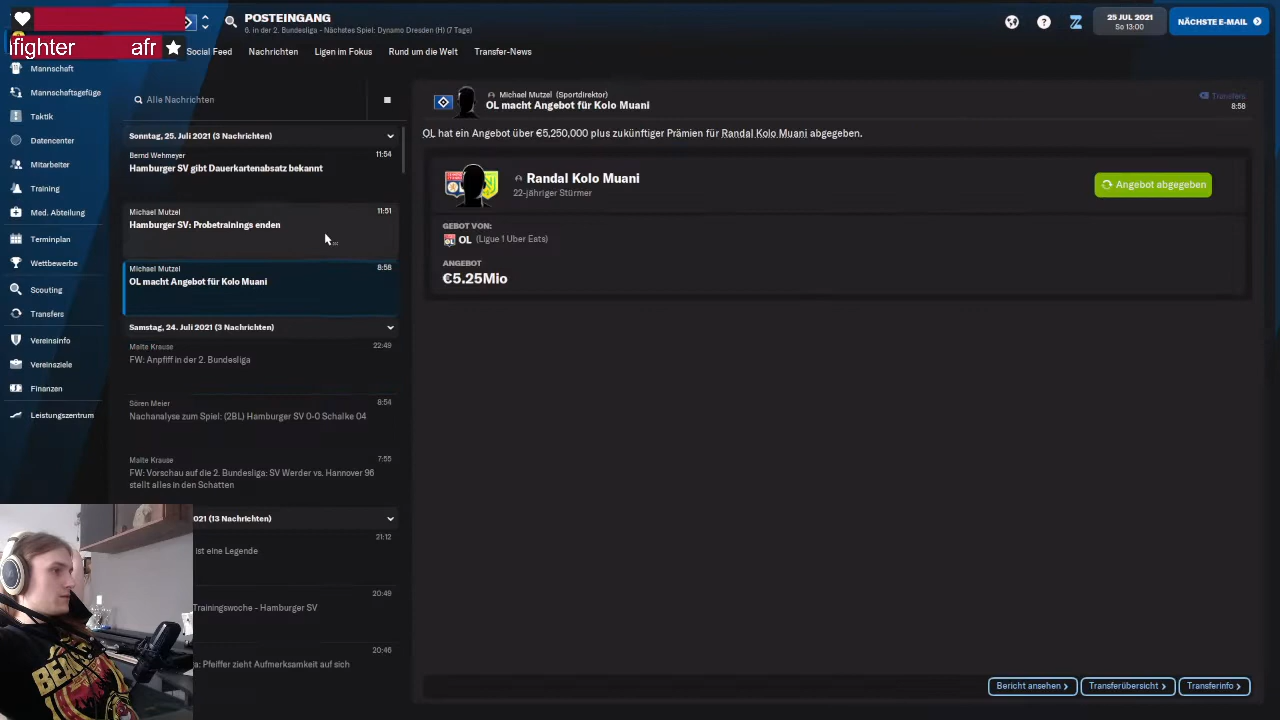 POSTEINGANG
6. in der 2. Bundesliga - Nächstes Spiel: Dynamo Dresden (H) (7 Tage)
25 JUL 2021
So 13:00
NÄCHSTE E-MAIL
fighter afr
Social Feed Nachrichten Ligen im Fokus Rund um die Welt Transfer-News
Mannschaft
Mannschaftsgefüge
Taktik
Datencenter
Mitarbeiter
Training
Med. Abteilung
Terminplan
Wettbewerbe
Scouting
Transfers
Vereinsinfo
Vereinsziele
Finanzen
Leistungszentrum
Alle Nachrichten
Sonntag, 25. Juli 2021 (3 Nachrichten)
Bernd Wehmeyer 11:54
Hamburger SV gibt Dauerkartenabsatz bekannt
Michael Mutzel 11:51
Hamburger SV: Probetrainings enden
Michael Mutzel 8:58
OL macht Angebot für Kolo Muani
Samstag, 24. Juli 2021 (3 Nachrichten)
Malte Krause 22:49
FW: Anpfiff in der 2. Bundesliga
Sören Meier 8:54
Nachanalyse zum Spiel: (2BL) Hamburger SV 0-0 Schalke 04
Malte Krause 7:55
FW: Vorschau auf die 2. Bundesliga: SV Werder vs. Hannover 96
stellt alles in den Schatten
021 (13 Nachrichten)
21:12
ist eine Legende
20:49
Trainingswoche - Hamburger SV
20:46
a: Pfeiffer zieht Aufmerksamkeit auf sich
Michael Mutzel (Sportdirektor)
OL macht Angebot für Kolo Muani
Transfers
8:58
OL hat ein Angebot über €5,250,000 plus zukünftiger Prämien für Randal Kolo Muani abgegeben.
Randal Kolo Muani
22-jähriger Stürmer
Angebot abgegeben
GEBOT VON:
OL (Ligue 1 Uber Eats)
ANGEBOT
€5.25Mio
Bericht ansehen
Transferübersicht
Transferinfo
BEA